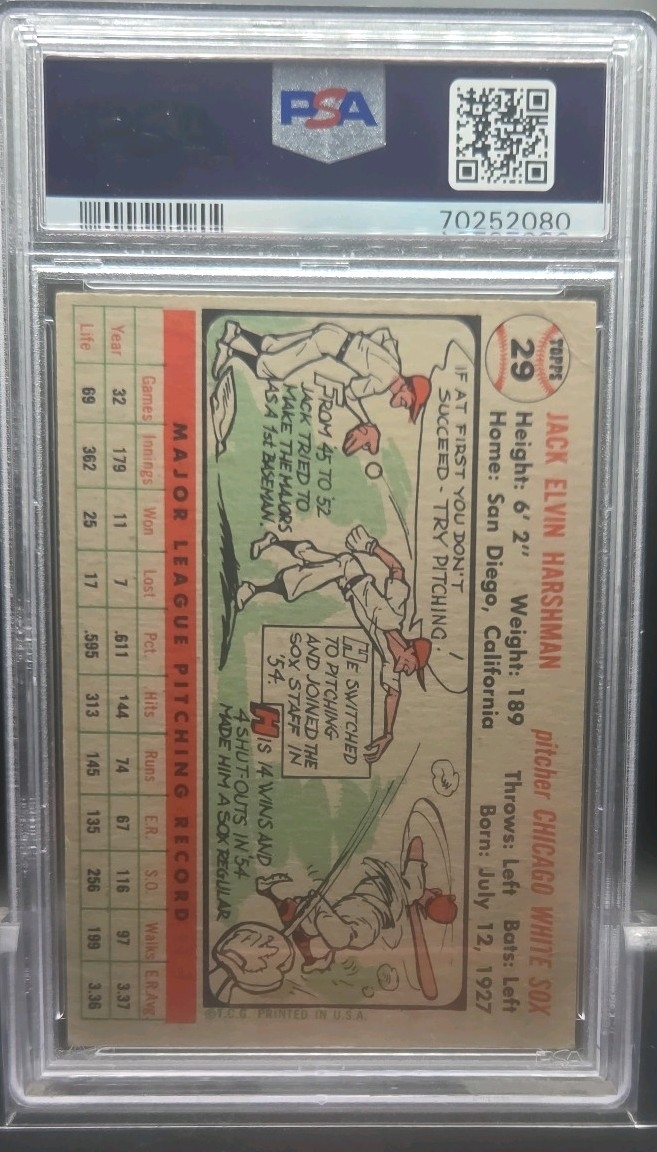 PSA
70252080
TOPPS
29
JACK ELVIN HARSHMAN pitcher CHICAGO WHITE SOX
Height: 6' 2" Weight: 189 Throws: Left Bats: Left
Home: San Diego, California Born: July 12, 1927
IF AT FIRST YOU DON'T
SUCCEED - TRY PITCHING!
FROM 45 TO '52
JACK TRIED TO
MAKE THE MAJORS
AS A 1st BASEMAN.
HE SWITCHED
TO PITCHING
AND JOINED THE
SOX STAFF IN
'54.
HIS 14 WINS AND
4 SHUT-OUTS IN '54
MADE HIM A SOX REGULAR
©T.C.G. PRINTED IN U.S.A.
MAJOR LEAGUE PITCHING RECORD
Games Innings Won Lost Pct. Hits Runs E.R. S.O. Walks E.R.Avg.
Year 32 179 11 7 .611 144 74 67 116 97 3.37
Life 69 362 25 17 .595 313 145 135 256 199 3.36